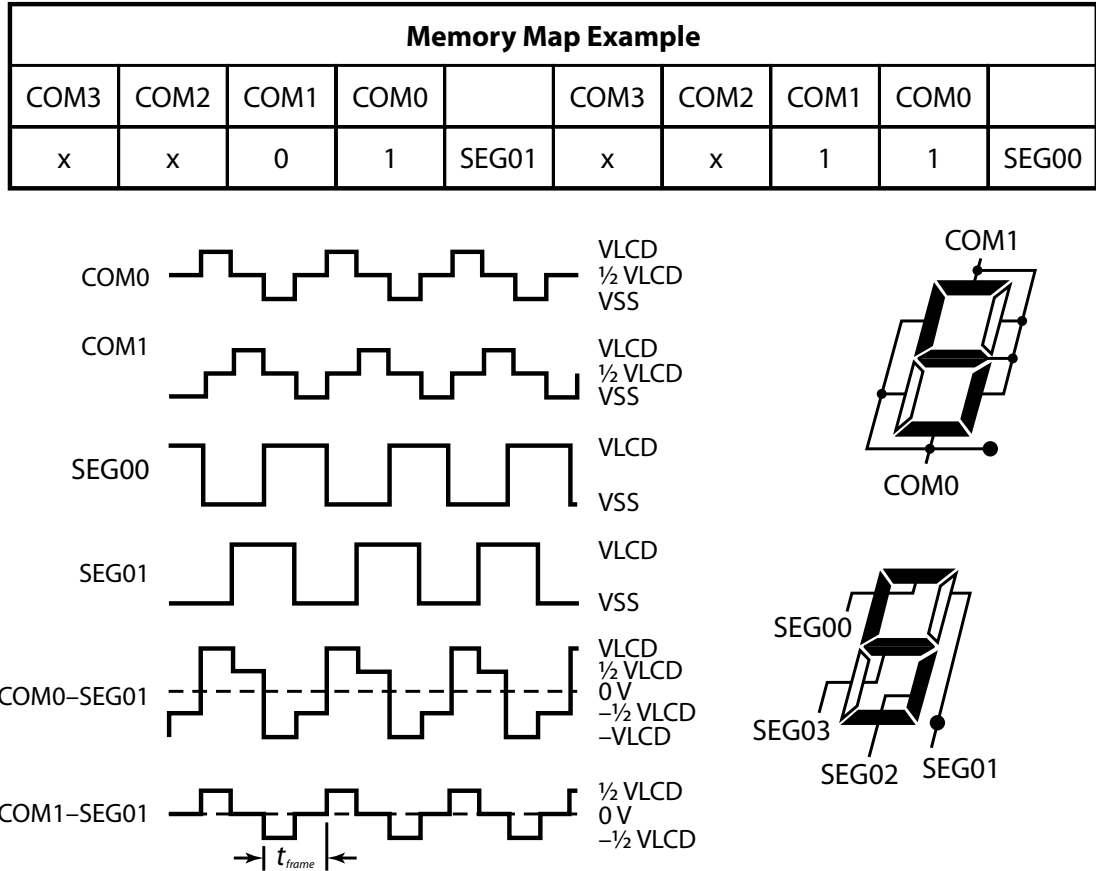 Memory Map Example
COM3 COM2 COM1 COM0 COM3 COM2 COM1 COM0
x x 0 1 SEG01 x x 1 1 SEG00
COM0
VLCD
½ VLCD
VSS
COM1
VLCD
½ VLCD
VSS
SEG00
VLCD
VSS
SEG01
VLCD
VSS
COM0–SEG01
VLCD
½ VLCD
0 V
–½ VLCD
–VLCD
COM1–SEG01
½ VLCD
0 V
–½ VLCD
t frame
COM1
COM0
SEG00
SEG03
SEG02 SEG01